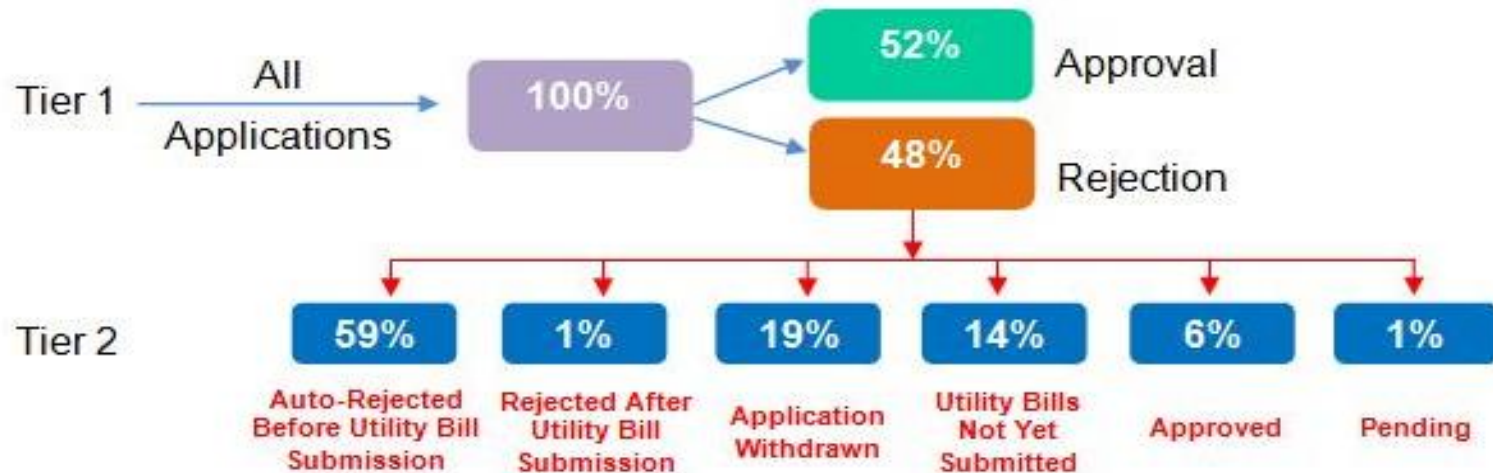 52%
Approval
All
Tier 1
100%
Applications
48%
Rejection
Tier 2
59%
1%
19%
14%
6%
1%
Auto-Rejected
Before Utility Bill
Submission
Rejected After
Utility Bill
Submission
Application
Withdrawn
Utility Bills
Not Yet
Submitted
Approved
Pending